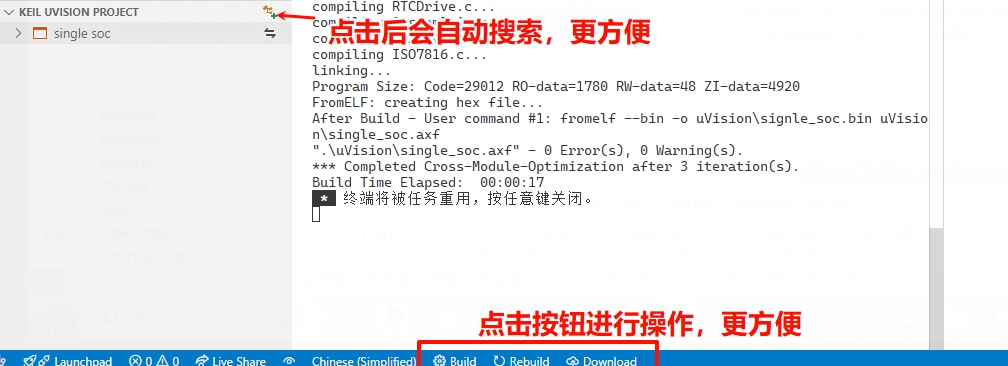 KEIL UVISION PROJECT
single soc
compiling RTCDrive.c...
点击后会自动搜索，更方便
compiling ISO7816.c...
linking...
Program Size: Code=29012 RO-data=1780 RW-data=48 ZI-data=4920
FromELF: creating hex file...
After Build - User command #1: fromelf --bin -o uVision\signle_soc.bin uVisio
n\single_soc.axf
".\uVision\single_soc.axf" - 0 Error(s), 0 Warning(s).
*** Completed Cross-Module-Optimization after 3 iteration(s).
Build Time Elapsed:  00:00:17
* 终端将被任务重用，按任意键关闭。
点击按钮进行操作，更方便
Launchpad 0 0 Live Share Chinese (Simplified) Build Rebuild Download